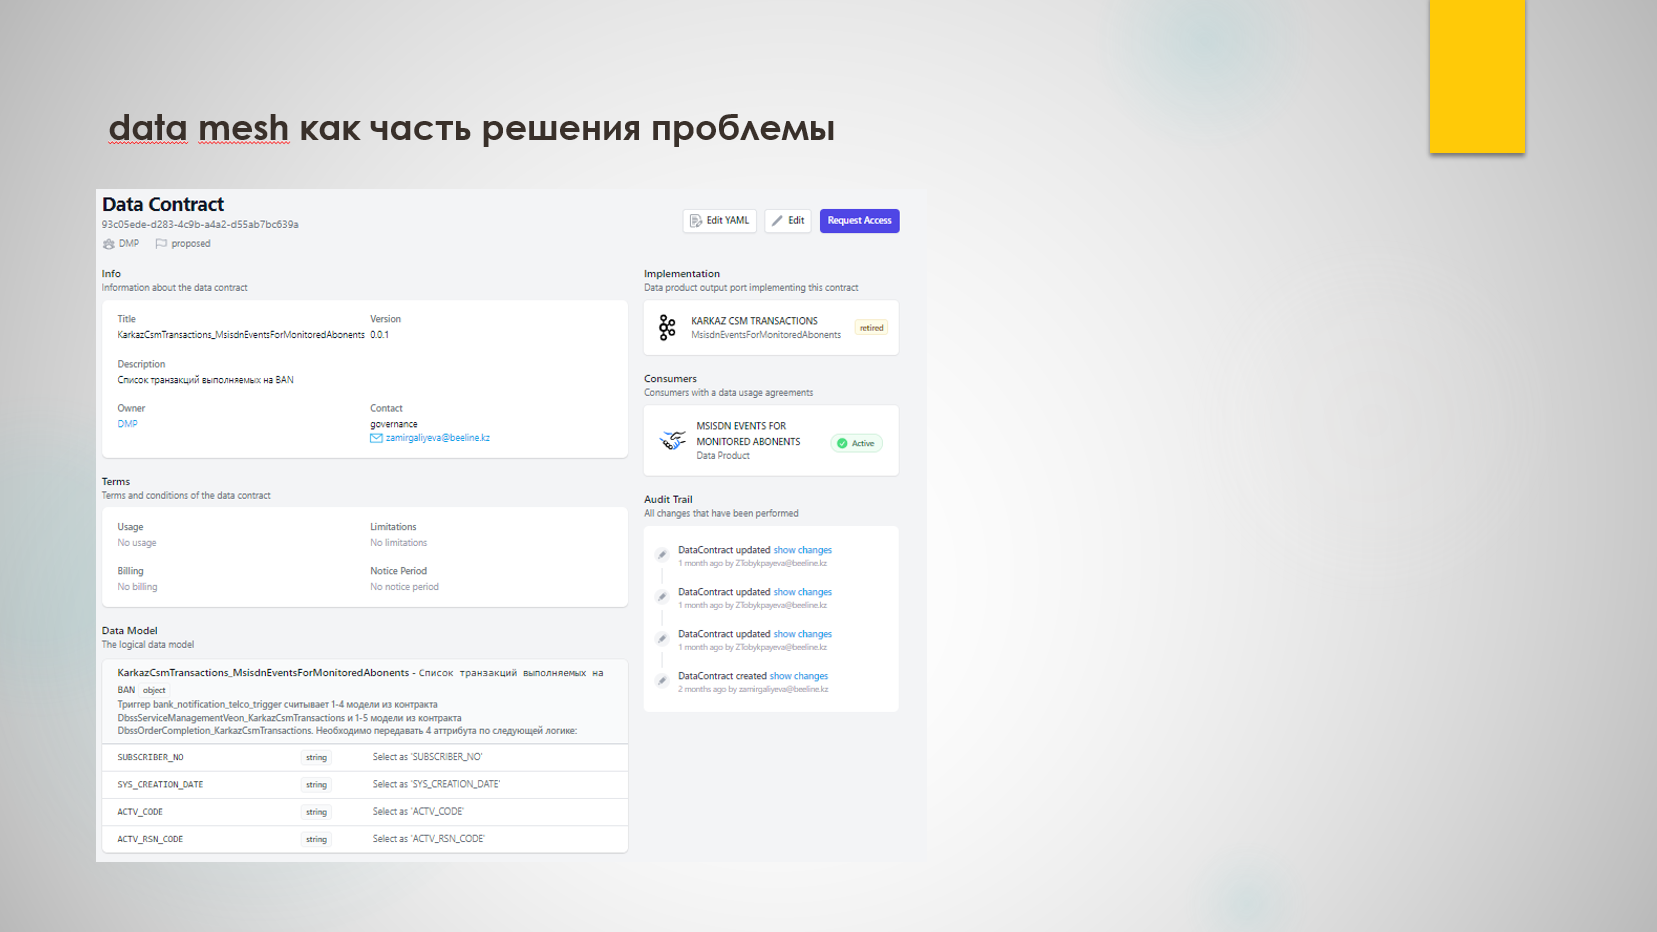 data mesh как часть решения проблемы
Data Contract
93c05ede-d283-4c9b-a4a2-d55ab7bc639a
DMP proposed
Edit YAML Edit Request Access
Info
Information about the data contract
Title Version
KarkazCsmTransactions_MsisdnEventsForMonitoredAbonents 0.0.1
Description
Список транзакций выполняемых на BAN
Owner Contact
DMP governance
zamirgaliyeva@beeline.kz
Terms
Terms and conditions of the data contract
Usage Limitations
No usage No limitations
Billing Notice Period
No billing No notice period
Data Model
The logical data model
KarkazCsmTransactions_MsisdnEventsForMonitoredAbonents - Список транзакций выполняемых на
BAN object
Триггер bank_notification_telco_trigger считывает 1-4 модели из контракта
DbssServiceManagementVeon_KarkazCsmTransactions и 1-5 модели из контракта
DbssOrderCompletion_KarkazCsmTransactions. Необходимо передавать 4 аттрибута по следующей логике:
SUBSCRIBER_NO string Select as 'SUBSCRIBER_NO'
SYS_CREATION_DATE string Select as 'SYS_CREATION_DATE'
ACTV_CODE string Select as 'ACTV_CODE'
ACTV_RSN_CODE string Select as 'ACTV_RSN_CODE'
Implementation
Data product output port implementing this contract
KARKAZ CSM TRANSACTIONS
MsisdnEventsForMonitoredAbonents
retired
Consumers
Consumers with a data usage agreements
MSISDN EVENTS FOR
MONITORED ABONENTS
Data Product
Active
Audit Trail
All changes that have been performed
DataContract updated show changes
1 month ago by ZTobykpayeva@beeline.kz
DataContract updated show changes
1 month ago by ZTobykpayeva@beeline.kz
DataContract updated show changes
1 month ago by ZTobykpayeva@beeline.kz
DataContract created show changes
2 months ago by zamirgaliyeva@beeline.kz